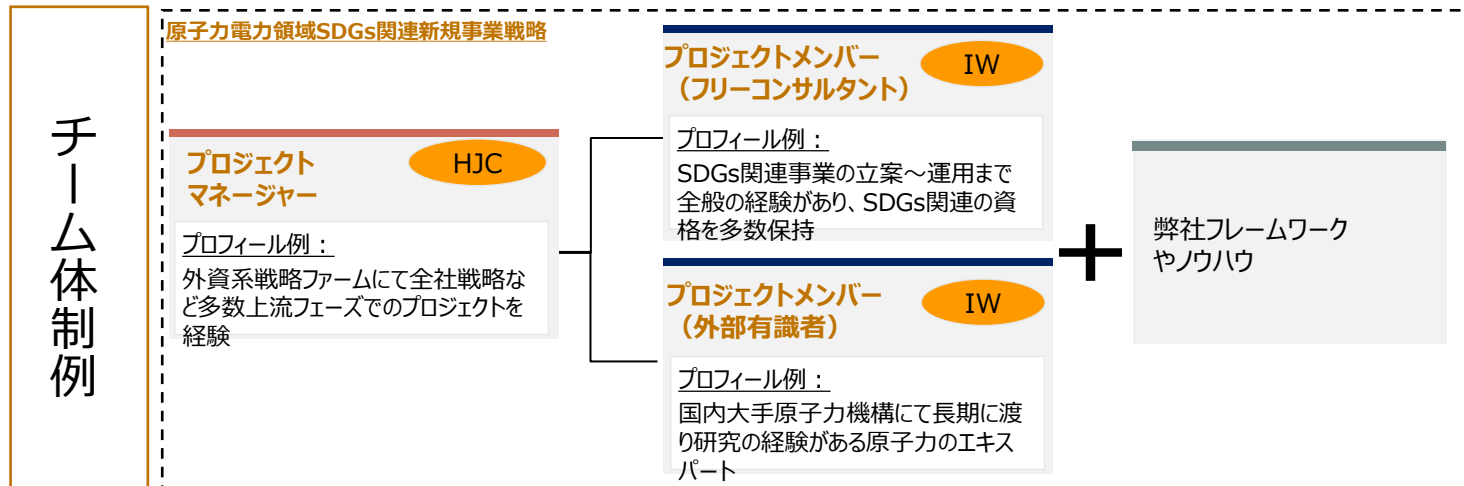 チーム体制例
原子力電力領域SDGs関連新規事業戦略
プロジェクト
マネージャー
HJC
プロフィール例：
外資系戦略ファームにて全社戦略な
ど多数上流フェーズでのプロジェクトを
経験
プロジェクトメンバー
（フリーコンサルタント）
IW
プロフィール例：
SDGs関連事業の立案～運用まで
全般の経験があり、SDGs関連の資
格を多数保持
プロジェクトメンバー
（外部有識者）
IW
プロフィール例：
国内大手原子力機構にて長期に渡
り研究の経験がある原子力のエキス
パート
+
弊社フレームワーク
やノウハウ